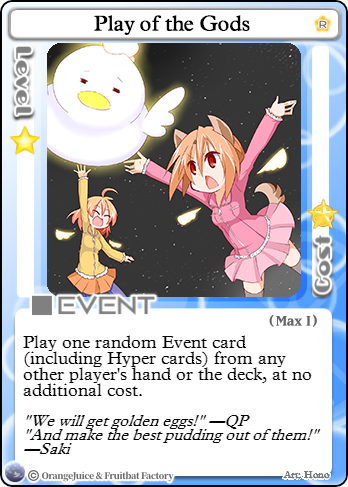 Play of the Gods
R
Level
Cost
EVENT
(Max 1)
Play one random Event card
(including Hyper cards) from any
other player's hand or the deck, at no
additional cost.
"We will get golden eggs!" —QP
"And make the best pudding out of them!"
—Saki
© OrangeJuice & Fruitbat Factory
Art: Hono